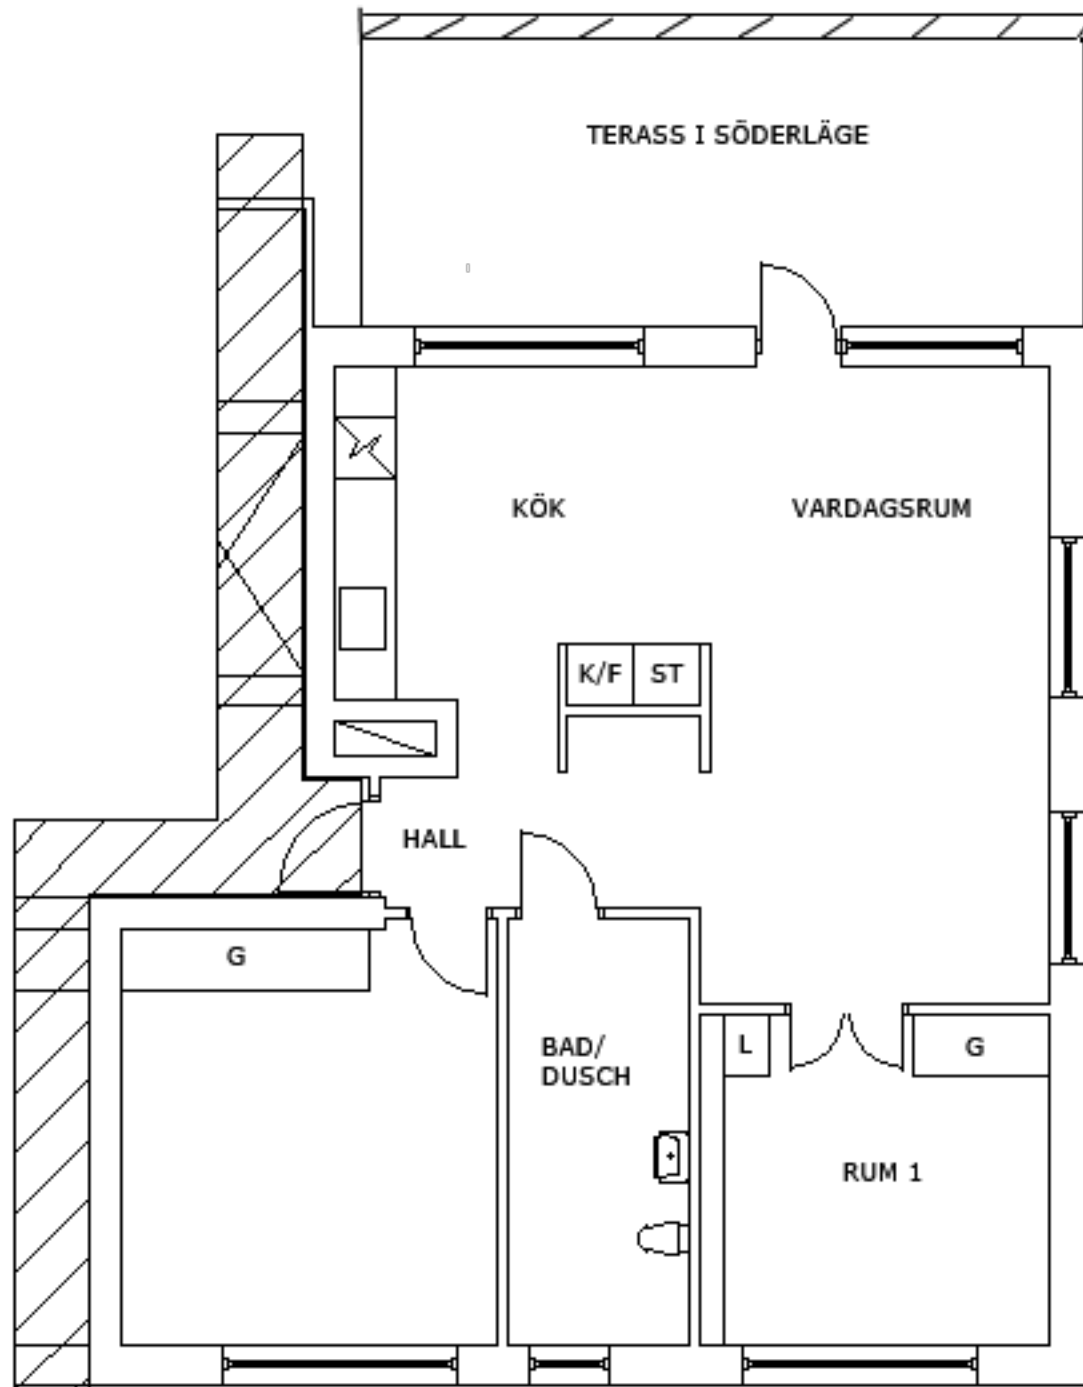 TERASS I SÖDERLÄGE
KÖK
VARDAGSRUM
K/F
ST
HALL
G
BAD/
DUSCH
L
G
RUM 1